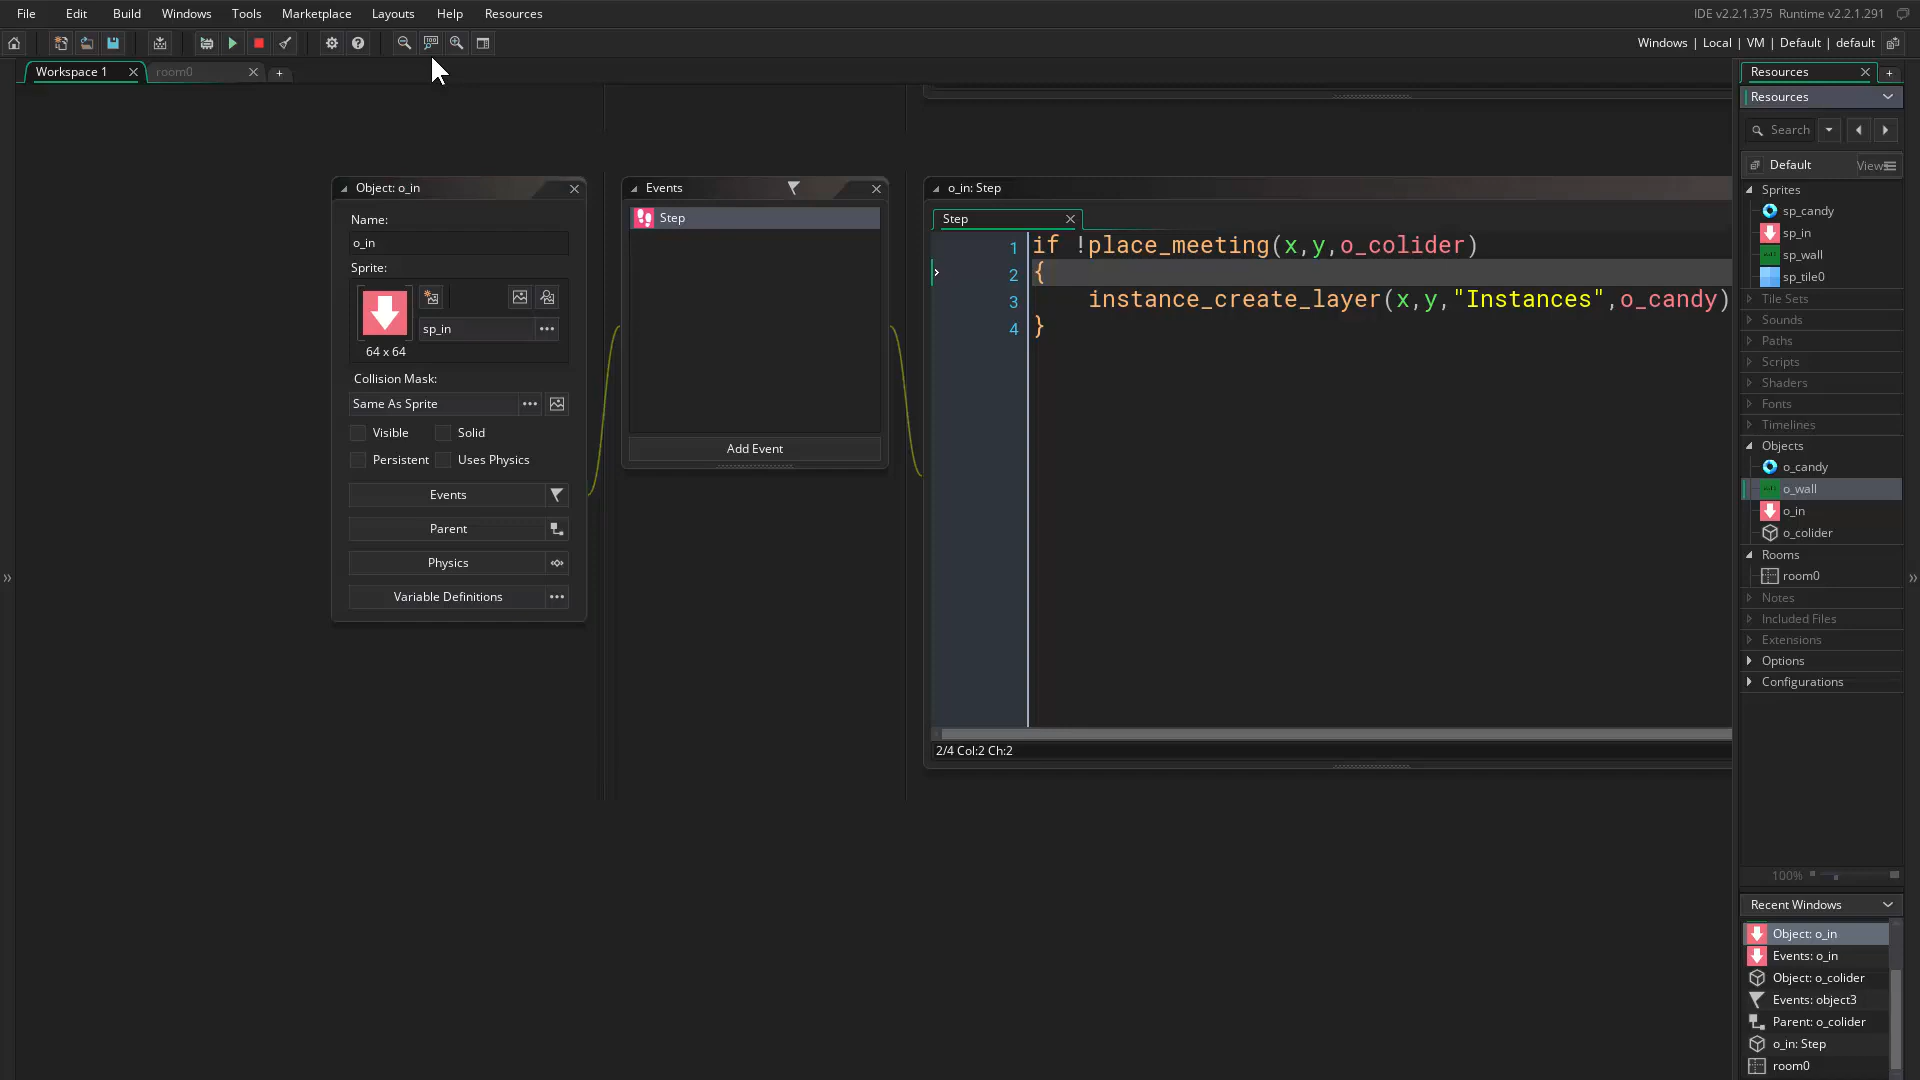 File Edit Build Windows Tools Marketplace Layouts Help Resources
IDE v2.2.1.375 Runtime v2.2.1.291
Windows | Local | VM | Default | default
Workspace 1
room0
Object: o_in
Name:
o_in
Sprite:
sp_in
64 x 64
Collision Mask:
Same As Sprite
Visible Solid
Persistent Uses Physics
Events
Parent
Physics
Variable Definitions
Events
Step
Add Event
o_in: Step
Step
1 if !place_meeting(x,y,o_colider)
2 {
3 instance_create_layer(x,y,"Instances",o_candy)
4 }
2/4 Col:2 Ch:2
Resources
Resources
Search
Default View
Sprites
sp_candy
sp_in
sp_wall
sp_tile0
Tile Sets
Sounds
Paths
Scripts
Shaders
Fonts
Timelines
Objects
o_candy
o_wall
o_in
o_colider
Rooms
room0
Notes
Included Files
Extensions
Options
Configurations
100%
Recent Windows
Object: o_in
Events: o_in
Object: o_colider
Events: object3
Parent: o_colider
o_in: Step
room0